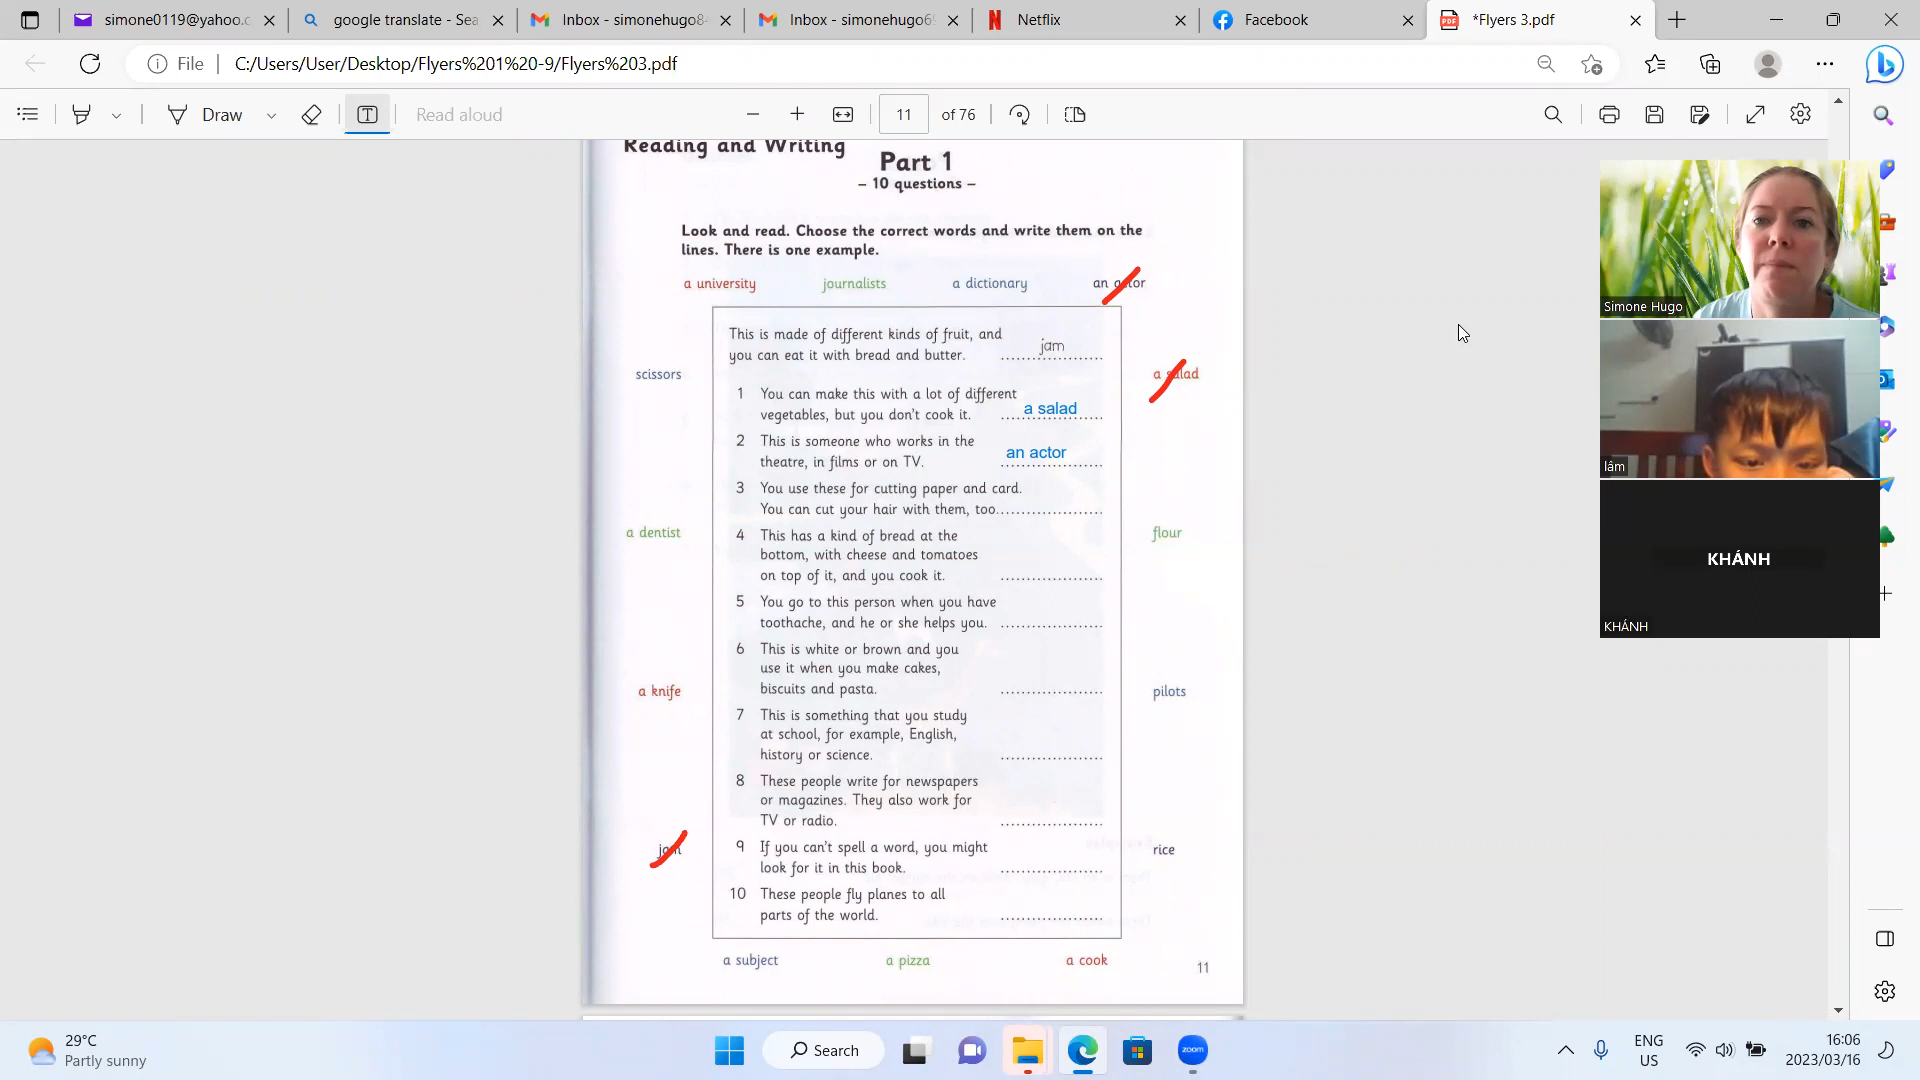 simone0119@yahoo.c
google translate - Sea
Inbox - simonehugo84
Inbox - simonehugo69
Netflix
Facebook
*Flyers 3.pdf
File
C:/Users/User/Desktop/Flyers%201%20-9/Flyers%203.pdf
Draw
Read aloud
11
of 76
Reading and Writing
Part 1
– 10 questions –
Look and read. Choose the correct words and write them on the
lines. There is one example.
a university
journalists
a dictionary
an actor
This is made of different kinds of fruit, and
you can eat it with bread and butter.
jam
scissors
a salad
1 You can make this with a lot of different
vegetables, but you don't cook it.
a salad
2 This is someone who works in the
theatre, in films or on TV.
an actor
3 You use these for cutting paper and card.
You can cut your hair with them, too.
a dentist
flour
4 This has a kind of bread at the
bottom, with cheese and tomatoes
on top of it, and you cook it.
5 You go to this person when you have
toothache, and he or she helps you.
6 This is white or brown and you
use it when you make cakes,
biscuits and pasta.
a knife
pilots
7 This is something that you study
at school, for example, English,
history or science.
8 These people write for newspapers
or magazines. They also work for
TV or radio.
jam
rice
9 If you can't spell a word, you might
look for it in this book.
10 These people fly planes to all
parts of the world.
a subject
a pizza
a cook
11
Simone Hugo
lâm
KHÁNH
KHÁNH
29°C
Partly sunny
Search
zoom
ENG
US
16:06
2023/03/16